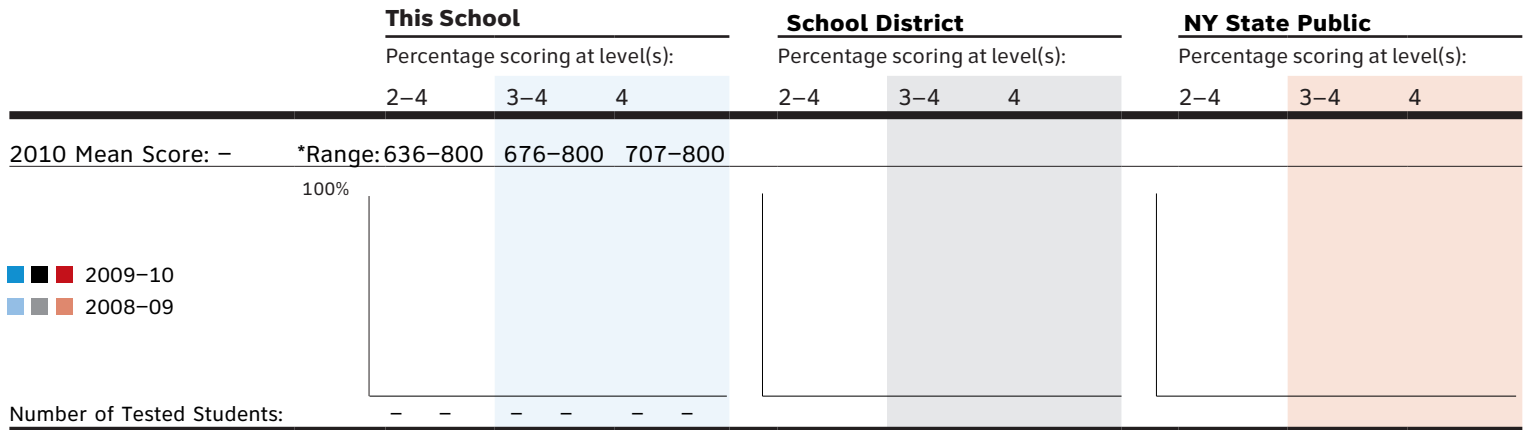 This School School District NY State Public
Percentage scoring at level(s): Percentage scoring at level(s): Percentage scoring at level(s):
2–4 3–4 4 2–4 3–4 4 2–4 3–4 4
2010 Mean Score: – *Range: 636–800 676–800 707–800
100%
2009–10
2008–09
Number of Tested Students: – – – – – –